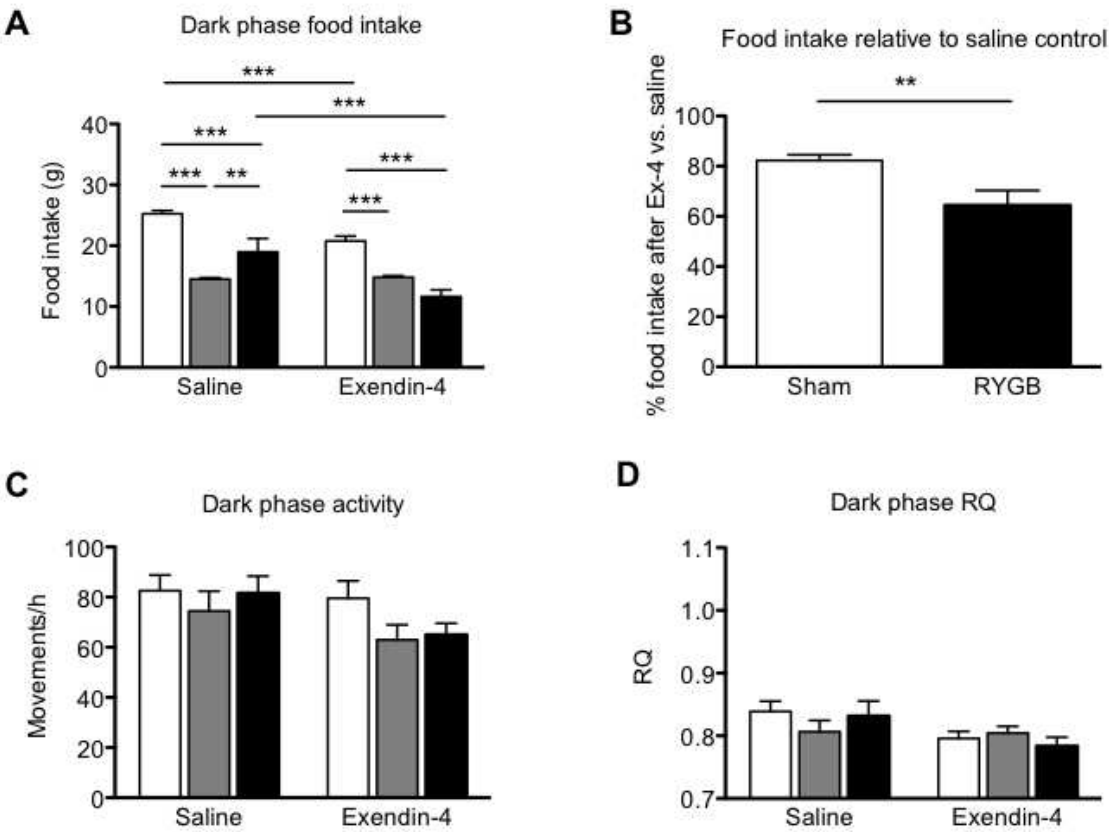 A
Dark phase food intake
***
***
***
***
***
**
***
40
30
20
10
0
Food intake (g)
Saline
Exendin-4
B
Food intake relative to saline control
**
100
80
60
40
20
0
% food intake after Ex-4 vs. saline
Sham
RYGB
C
Dark phase activity
100
80
60
40
20
0
Movements/h
Saline
Exendin-4
D
Dark phase RQ
1.1
1.0
0.9
0.8
0.7
RQ
Saline
Exendin-4